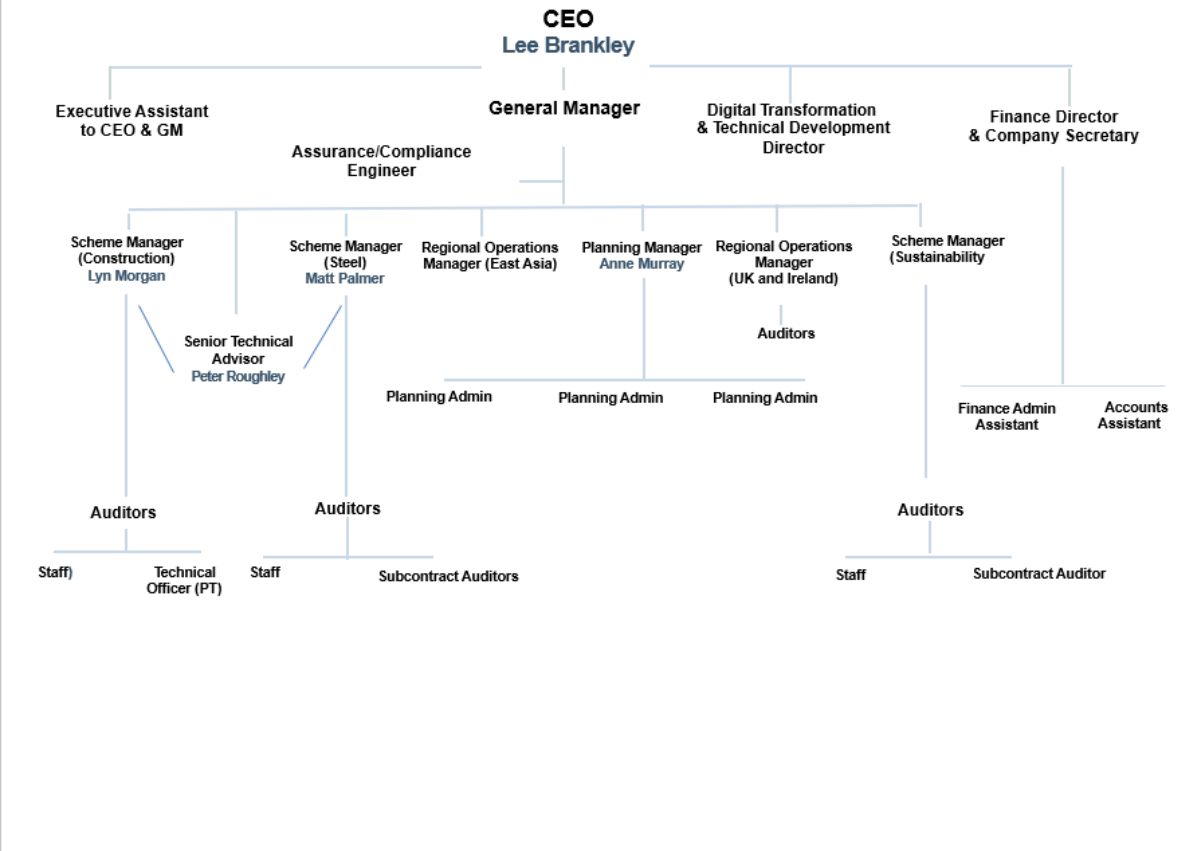 CEO
Lee Brankley
Executive Assistant
to CEO & GM
General Manager
Digital Transformation
& Technical Development
Director
Finance Director
& Company Secretary
Assurance/Compliance
Engineer
Scheme Manager
(Construction)
Lyn Morgan
Scheme Manager
(Steel)
Matt Palmer
Regional Operations
Manager (East Asia)
Planning Manager
Anne Murray
Regional Operations
Manager
(UK and Ireland)
Scheme Manager
(Sustainability
Senior Technical
Advisor
Peter Roughley
Auditors
Planning Admin
Planning Admin
Planning Admin
Finance Admin
Assistant
Accounts
Assistant
Auditors
Auditors
Auditors
Staff)
Technical
Officer (PT)
Staff
Subcontract Auditors
Staff
Subcontract Auditor